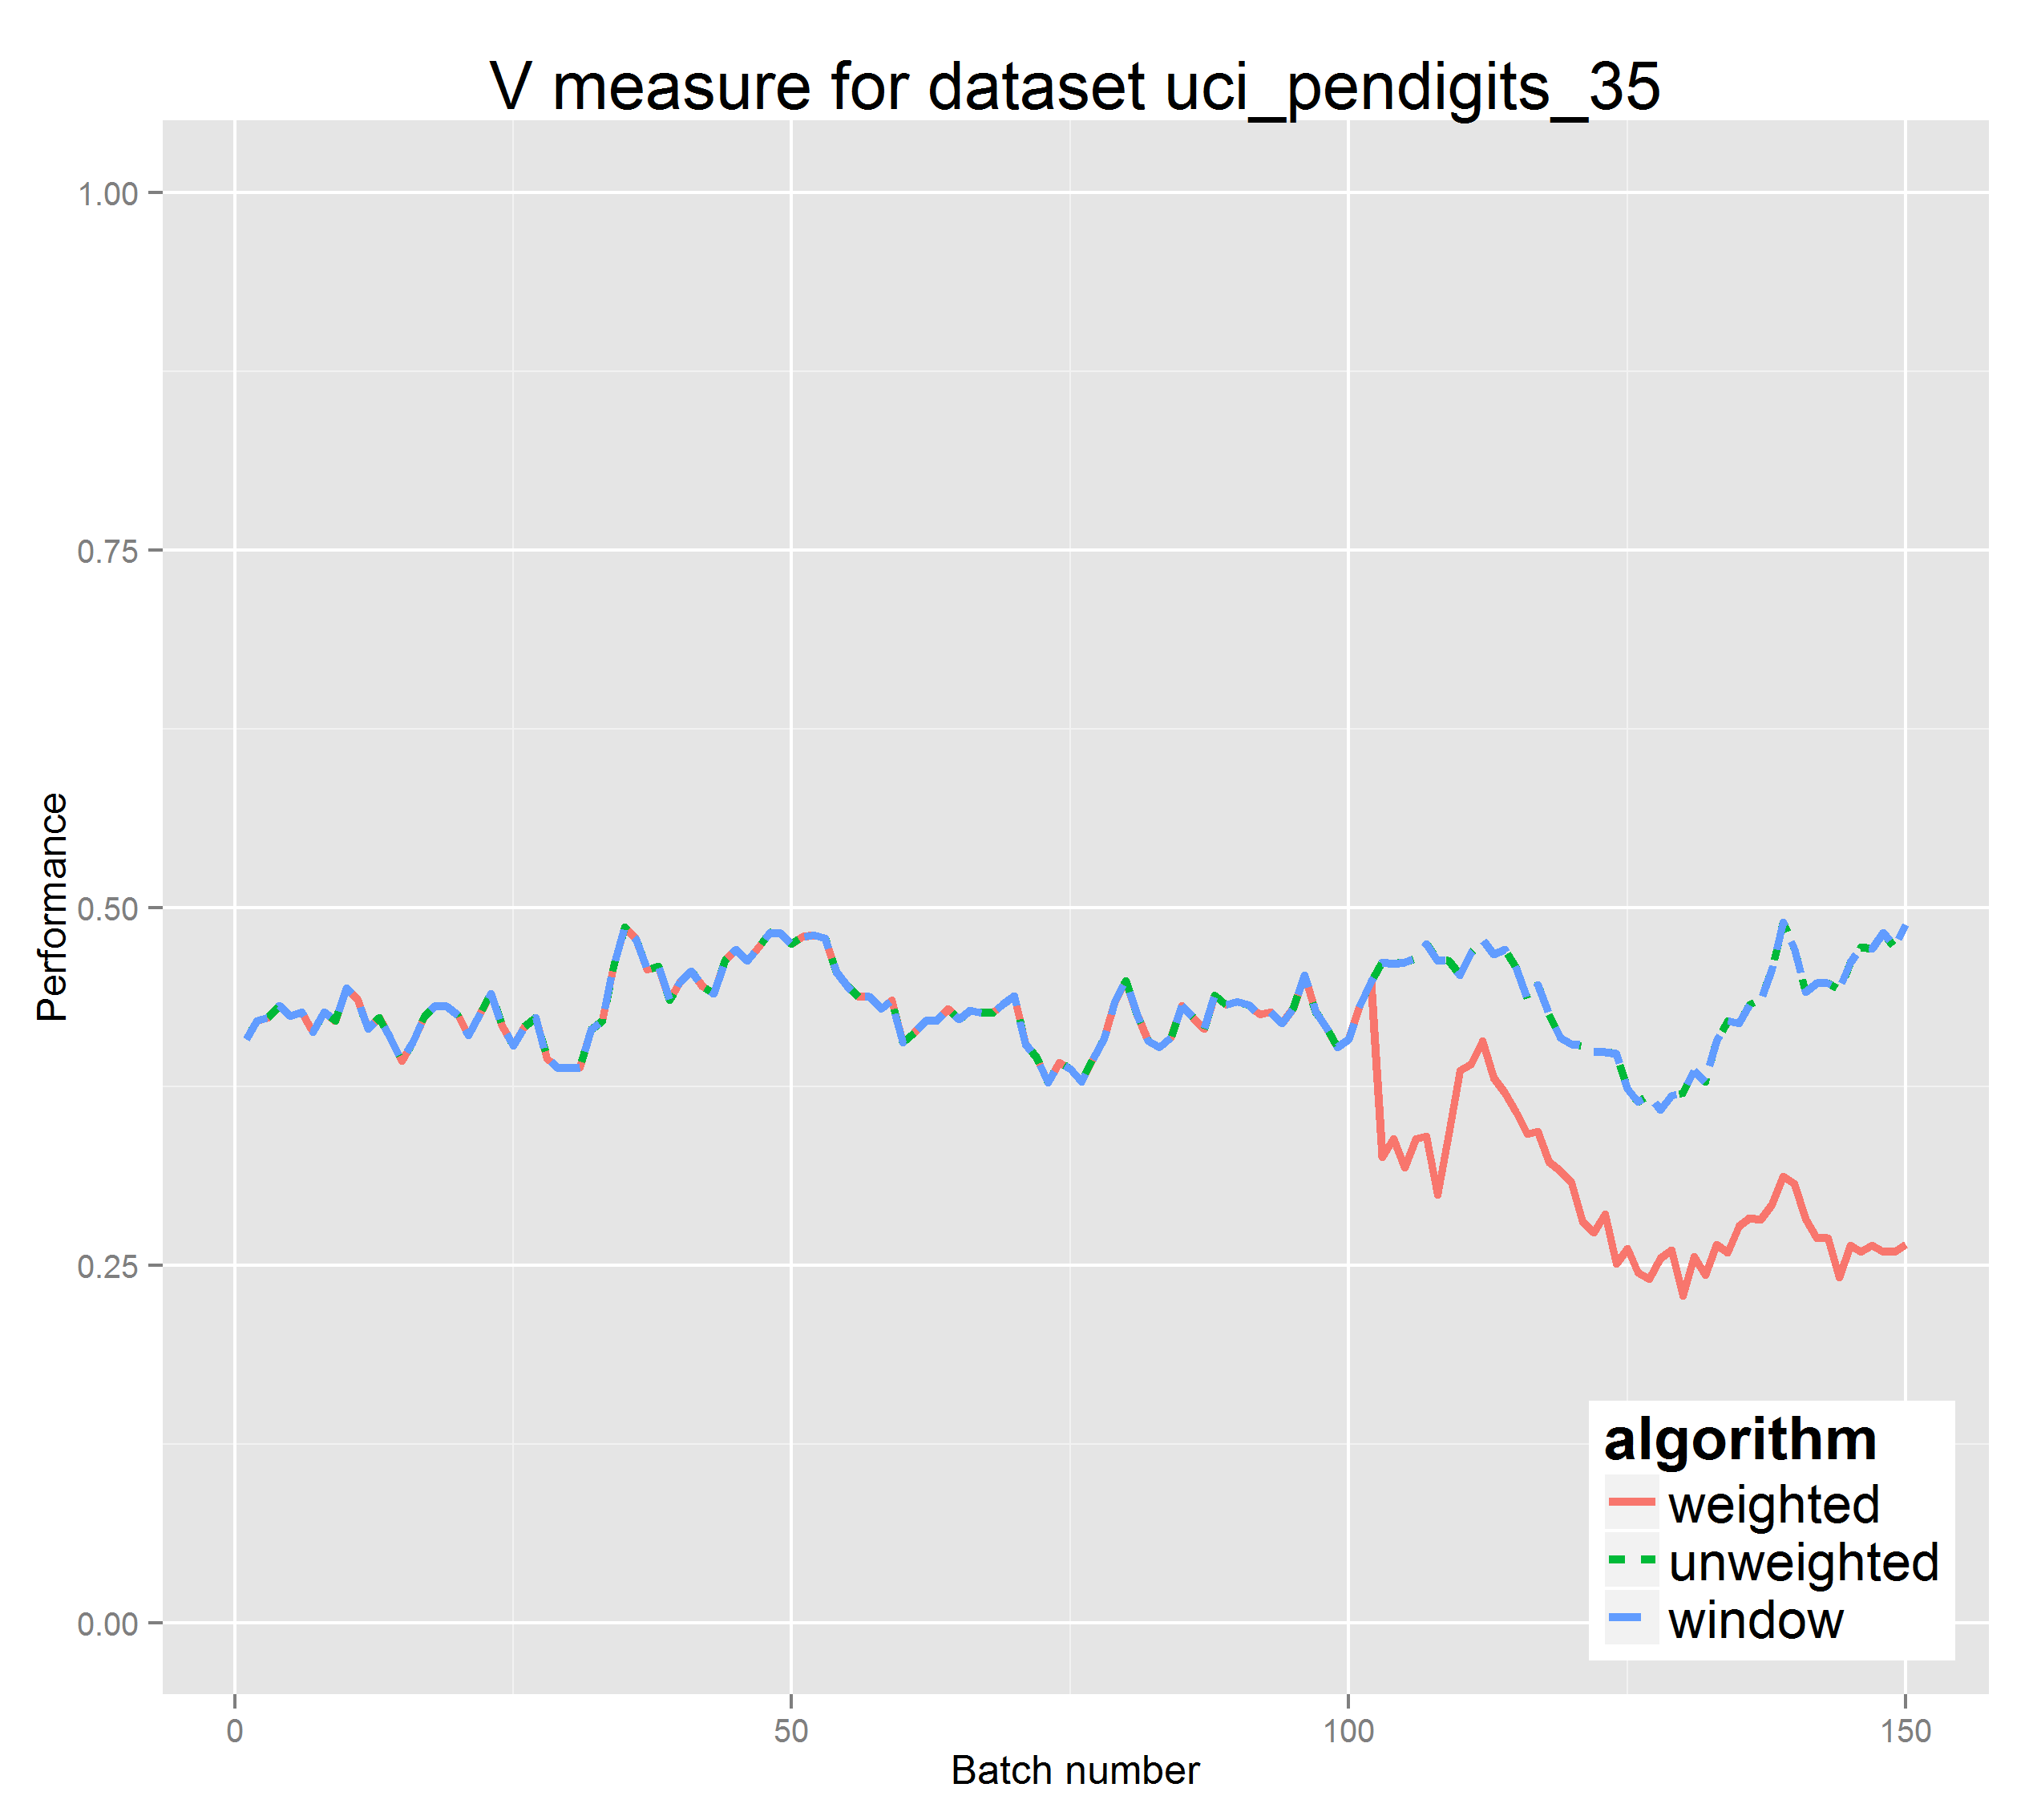 V measure for dataset uci_pendigits_35
1.00
0.75
0.50
0.25
0.00
Performance
0
50
100
150
Batch number
algorithm
weighted
unweighted
window